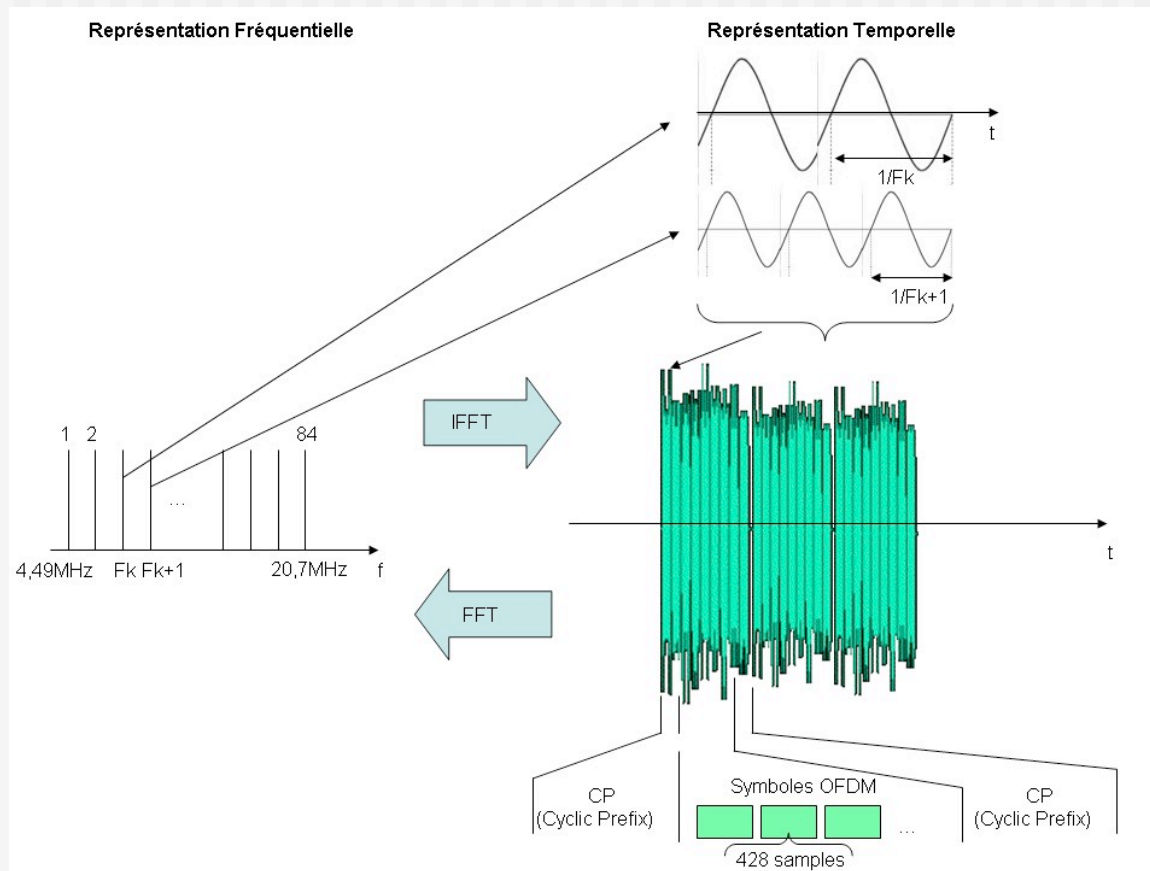 Représentation Fréquentielle
Représentation Temporelle
t
1/Fk
1/Fk+1
IFFT
1 2 84
...
4,49MHz Fk Fk+1 20,7MHz f
t
FFT
CP
(Cyclic Prefix)
Symboles OFDM
...
428 samples
CP
(Cyclic Prefix)